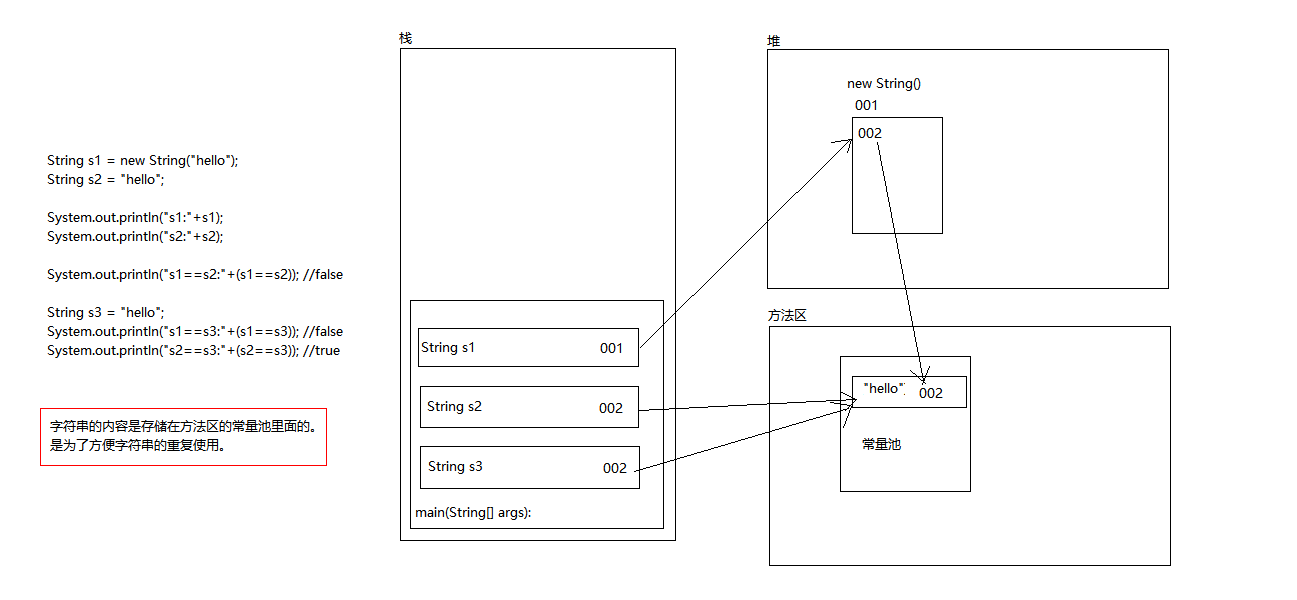 String s1 = new String("hello");
String s2 = "hello";
System.out.println("s1:"+s1);
System.out.println("s2:"+s2);
System.out.println("s1==s2:"+(s1==s2)); //false
String s3 = "hello";
System.out.println("s1==s3:"+(s1==s3)); //false
System.out.println("s2==s3:"+(s2==s3)); //true
字符串的内容是存储在方法区的常量池里面的。
是为了方便字符串的重复使用。
栈
String s1 001
String s2 002
String s3 002
main(String[] args):
堆
new String()
001
002
方法区
"hello" 002
常量池